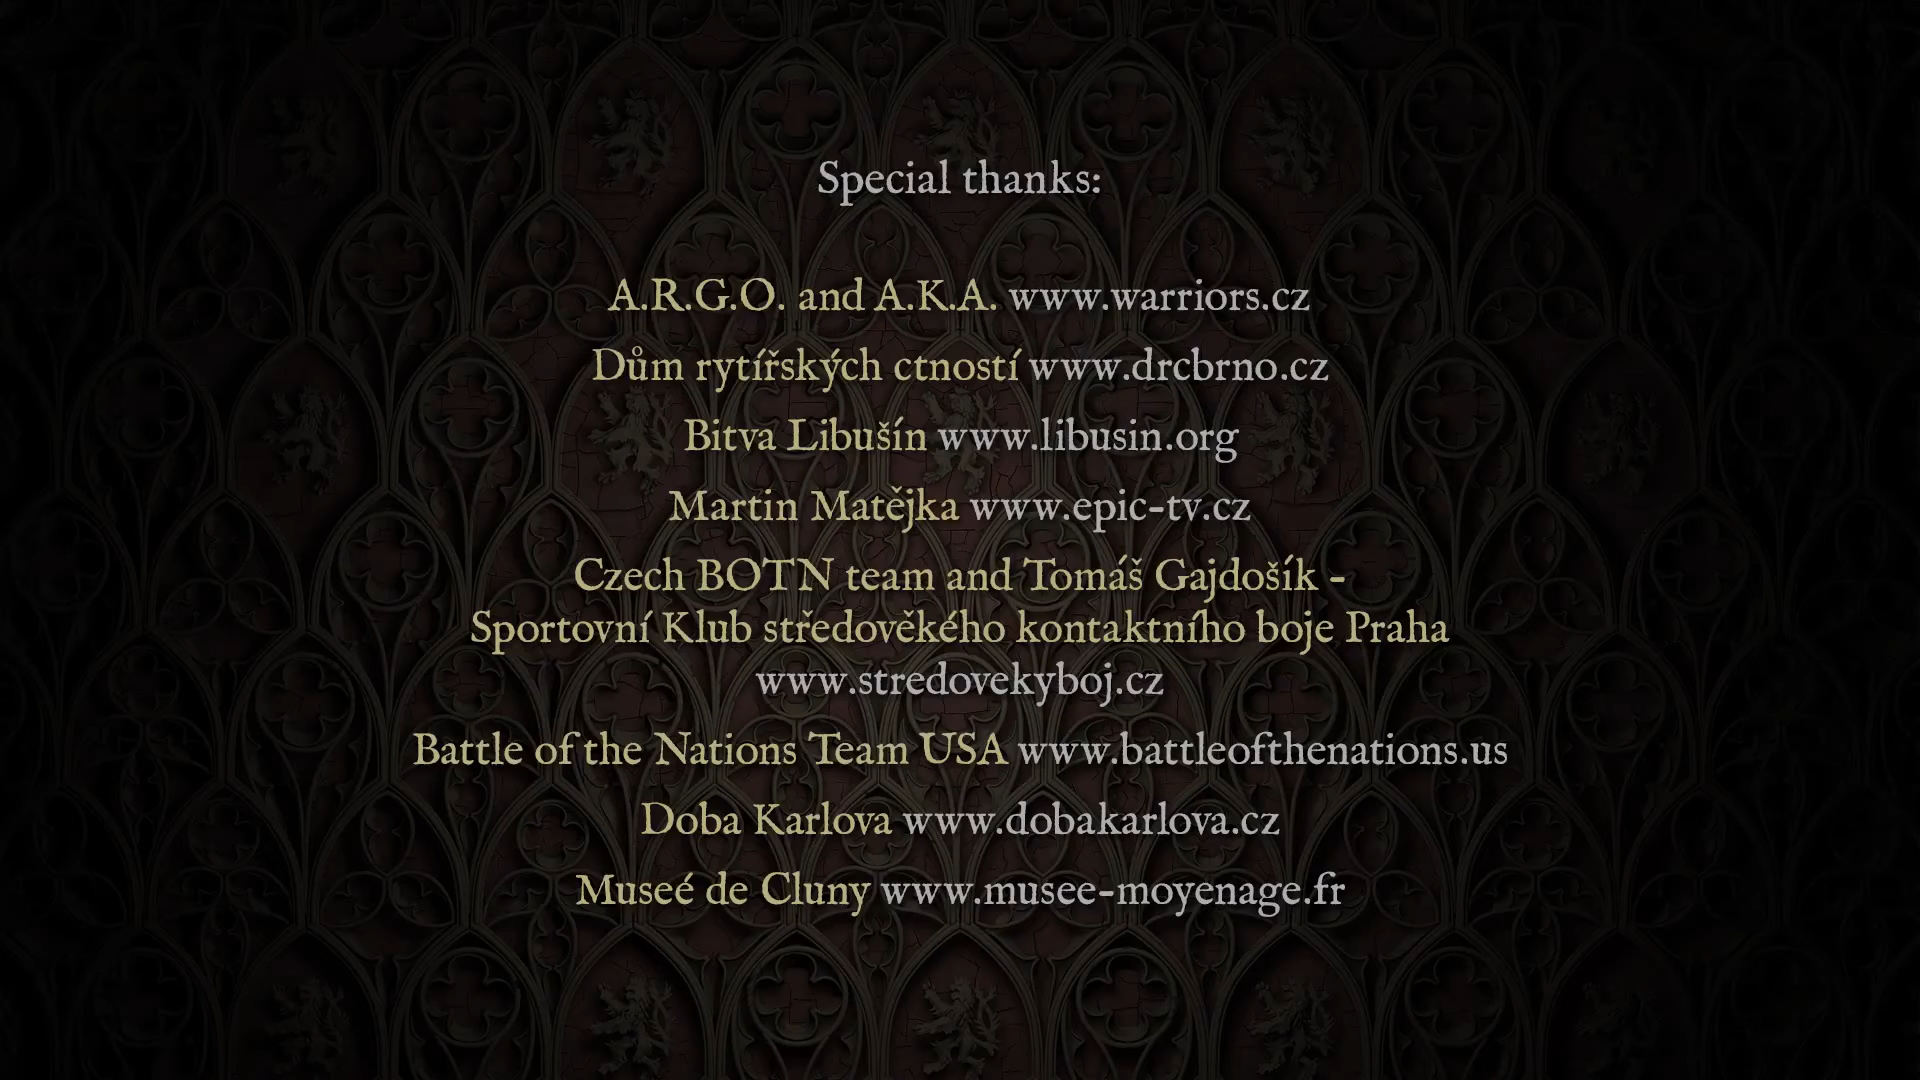 Special thanks:
A.R.G.O. and A.K.A. www.warriors.cz
Dům rytířských ctností www.drcbrno.cz
Bitva Libušín www.libusin.org
Martin Matějka www.epic-tv.cz
Czech BOTN team and Tomáš Gajdošík -
Sportovní Klub středověkého kontaktního boje Praha
www.stredovekyboj.cz
Battle of the Nations Team USA www.battleofthenations.us
Doba Karlova www.dobakarlova.cz
Museé de Cluny www.musee-moyenage.fr